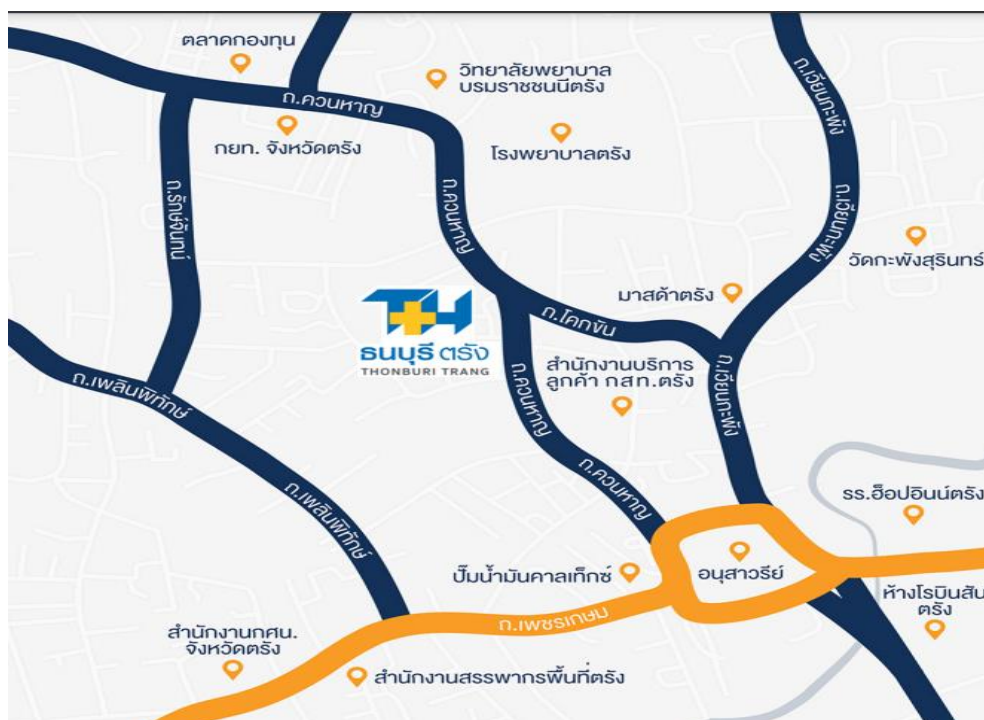 ตลาดกองทุน
วิทยาลัยพยาบาล
บรมราชชนนีตรัง
ถ.เวียนกะพัง
ถ.ควนหาญ
กยท. จังหวัดตรัง
โรงพยาบาลตรัง
ถ.รักษ์จันทน์
ถ.ควนหาญ
ถ.เวียนกะพัง
วัดกะพังสุรินทร์
มาสด้าตรัง
ถ.โคกขัน
TH
ธนบุรี ตรัง
THONBURI TRANG
สำนักงานบริการ
ลูกค้า กสท.ตรัง
ถ.เพลินพิทักษ์
ถ.ควนหาญ
ถ.เวียนกะพัง
ถ.ควนหาญ
รร.ฮ็อปอินน์ตรัง
ถ.เพลินพิทักษ์
อนุสาวรีย์
ปั๊มน้ำมันคาลเท็กซ์
ห้างโรบินสัน
ตรัง
ถ.เพชรเกษม
สำนักงานกศน.
จังหวัดตรัง
สำนักงานสรรพากรพื้นที่ตรัง